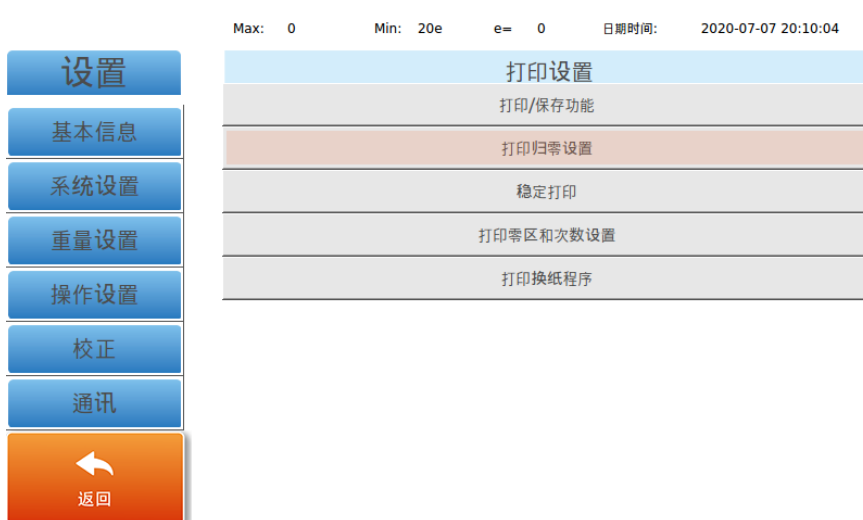 Max: 0 Min: 20e e= 0 日期时间: 2020-07-07 20:10:04
设置
基本信息
系统设置
重量设置
操作设置
校正
通讯
返回
打印设置
打印/保存功能
打印归零设置
稳定打印
打印零区和次数设置
打印换纸程序